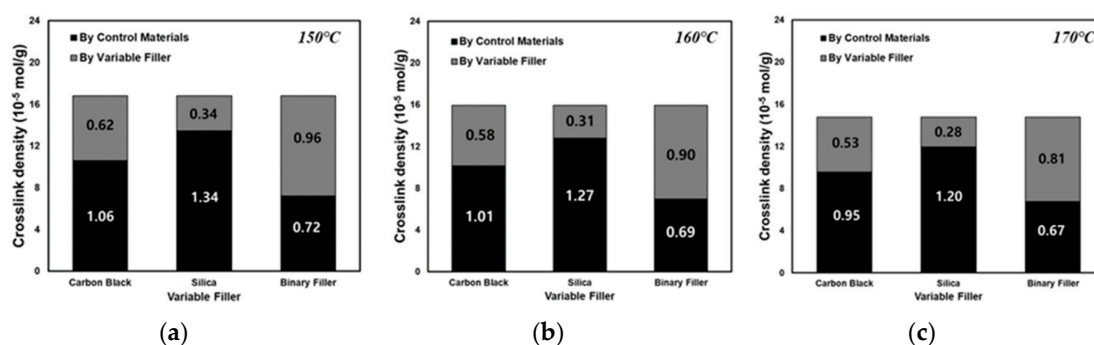 24
20
16
12
8
4
0
Crosslink density (10⁻⁵ mol/g)
■ By Control Materials
■ By Variable Filler
150°C
0.62
0.34
0.96
1.06
1.34
0.72
Carbon Black
Silica
Binary Filler
Variable Filler
(a)
24
20
16
12
8
4
0
Crosslink density (10⁻⁵ mol/g)
■ By Control Materials
■ By Variable Filler
160°C
0.58
0.31
0.90
1.01
1.27
0.69
Carbon Black
Silica
Binary Filler
Variable Filler
(b)
24
20
16
12
8
4
0
Crosslink density (10⁻⁵ mol/g)
■ By Control Materials
■ By Variable Filler
170°C
0.53
0.28
0.81
0.95
1.20
0.67
Carbon Black
Silica
Binary Filler
Variable Filler
(c)